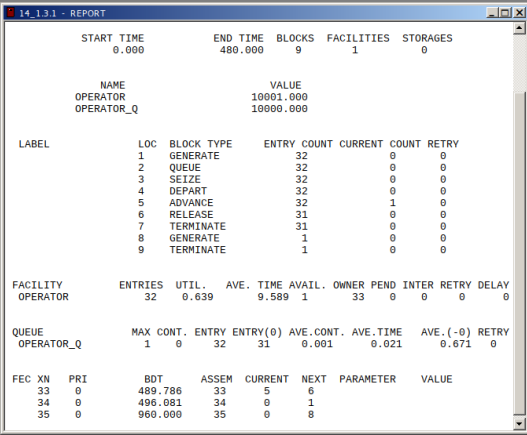 14_1.3.1 - REPORT
START TIME END TIME BLOCKS FACILITIES STORAGES
0.000 480.000 9 1 0
NAME VALUE
OPERATOR 10001.000
OPERATOR_Q 10000.000
LABEL LOC BLOCK TYPE ENTRY COUNT CURRENT COUNT RETRY
1 GENERATE 32 0 0
2 QUEUE 32 0 0
3 SEIZE 32 0 0
4 DEPART 32 0 0
5 ADVANCE 32 1 0
6 RELEASE 31 0 0
7 TERMINATE 31 0 0
8 GENERATE 1 0 0
9 TERMINATE 1 0 0
FACILITY ENTRIES UTIL. AVE. TIME AVAIL. OWNER PEND INTER RETRY DELAY
OPERATOR 32 0.639 9.589 1 33 0 0 0 0
QUEUE MAX CONT. ENTRY ENTRY(0) AVE.CONT. AVE.TIME AVE.(-0) RETRY
OPERATOR_Q 1 0 32 31 0.001 0.021 0.671 0
FEC XN PRI BDT ASSEM CURRENT NEXT PARAMETER VALUE
33 0 489.786 33 5 6
34 0 496.081 34 0 1
35 0 960.000 35 0 8